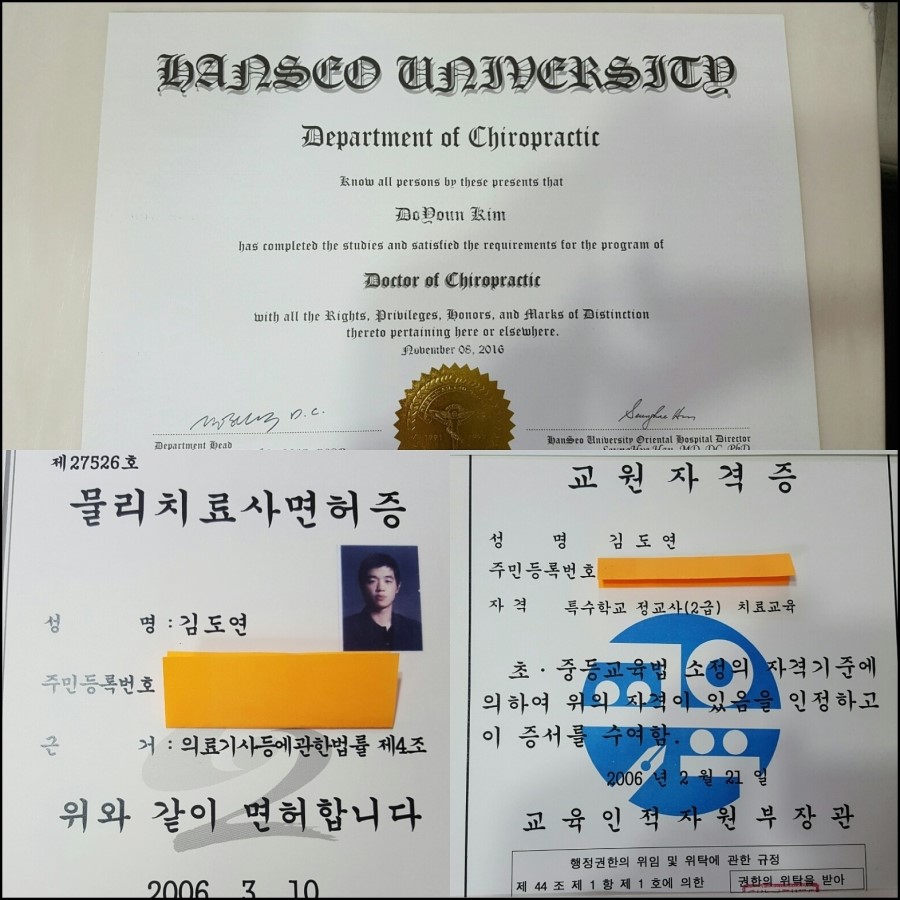 HANSEO UNIVERSITY
Department of Chiropractic
Know all persons by these presents that
DoYoun Kim
has completed the studies and satisfied the requirements for the program of
Doctor of Chiropractic
with all the Rights, Privileges, Honors, and Marks of Distinction
thereto pertaining here or elsewhere.
November 08, 2016
D.C.
Department Head
HanSeo University Oriental Hospital Director
제27526호
물리치료사면허증
성 명 : 김도연
주민등록번호
근 거 : 의료기사등에관한법률 제4조
위와 같이 면허합니다
2006. 3. 10
교원자격증
성 명 김도연
주민등록번호
자격 특수학교 정교사(2급) 치료교육
초·중등교육법 소정의 자격기준에
의하여 위의 자격이 있음을 인정하고
이 증서를 수여함.
2006 년 2 월 21 일
교육인적자원부장관
행정권한의 위임 및 위탁에 관한 규정
제 44 조 제 1 항 제 1 호에 의한 권한의 위탁을 받아